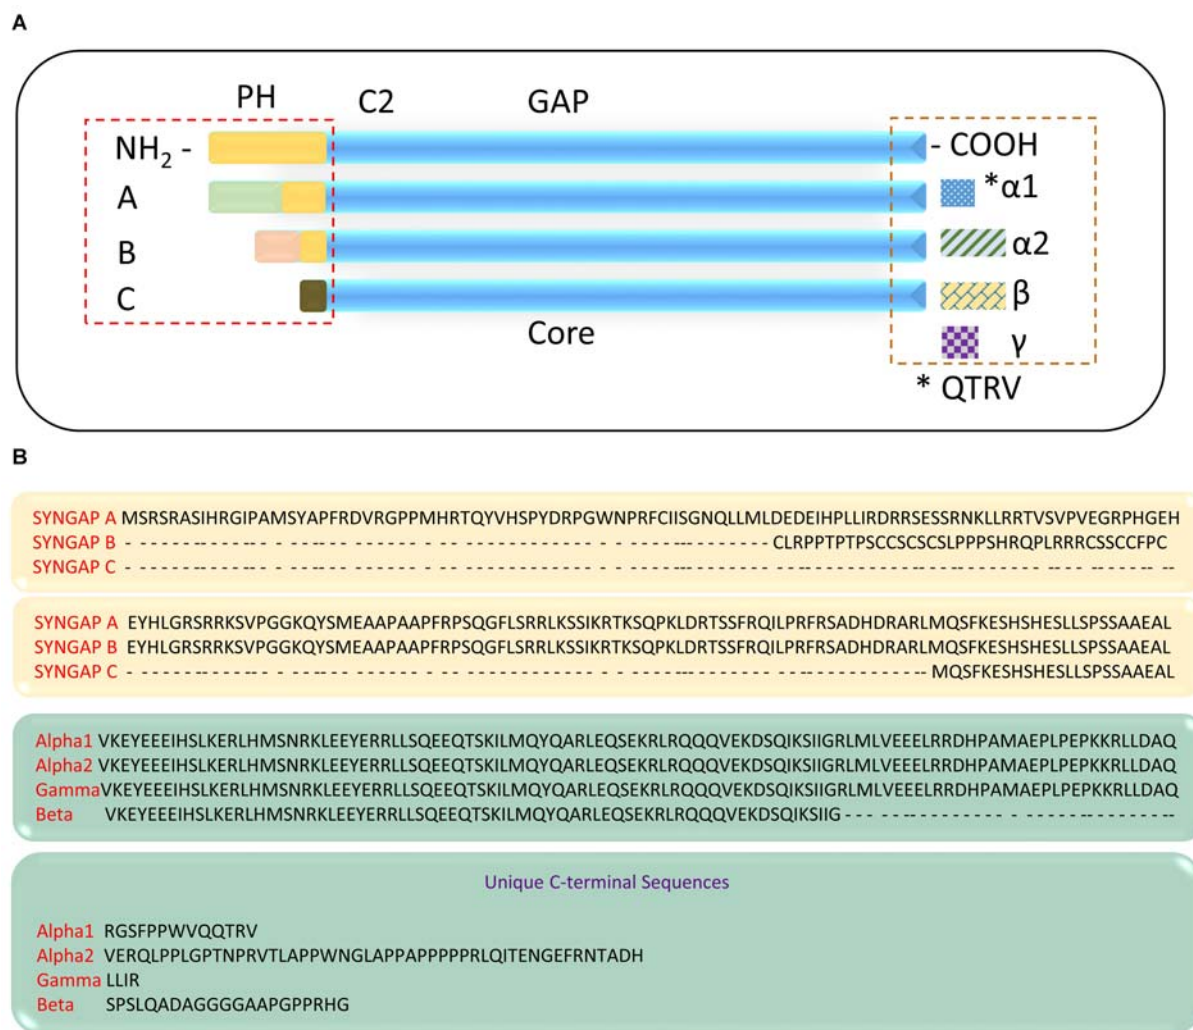 A
PH C2 GAP
NH2 - - COOH
A *α1
B α2
C β
Core γ
* QTRV
B
SYNGAP A MSRSRASIHRGIPAMSYAPFRDVRGPPMHRTQYVHSPYDRPGWNPRFCIISGNQLLMLDEDEIHPLLIRDRRSESSRNKLLRRTVSVPVEGRPHGEH
SYNGAP B - - - - - - - - - - - - - - - - - - - - - - - - - - - - - - - - - - - - - - - - - - - - - - - - - - - - - - - - - - - CLRPPTPTPSCCSCSCSLPPPSHRQPLRRRCSSCCFPC
SYNGAP C - - - - - - - - - - - - - - - - - - - - - - - - - - - - - - - - - - - - - - - - - - - - - - - - - - - - - - - - - - - - - - - - - - - - - - - - - - - - - - - - - - - - - - - - - - - - - - - -
SYNGAP A EYHLGRSRRKSVPGGKQYSMEAAPAAPFRPSQGFLSRRLKSSIKRTKSQPKLDRTSSFRQILPRFRSADHDRARLMQSFKESHSHESLLSPSSAAEAL
SYNGAP B EYHLGRSRRKSVPGGKQYSMEAAPAAPFRPSQGFLSRRLKSSIKRTKSQPKLDRTSSFRQILPRFRSADHDRARLMQSFKESHSHESLLSPSSAAEAL
SYNGAP C - - - - - - - - - - - - - - - - - - - - - - - - - - - - - - - - - - - - - - - - - - - - - - - - - - - - - - - - - - - - - - - - - - - - - - - - - - - MQSFKESHSHESLLSPSSAAEAL
Alpha1 VKEYEEEIHSLKERLHMSNRKLEEYERRLLSQEEQTSKILMQYQARLEQSEKRLRQQQVEKDSQIKSIIGRLMLVEEELRRDHPAMAEPLPEPKKRLLDAQ
Alpha2 VKEYEEEIHSLKERLHMSNRKLEEYERRLLSQEEQTSKILMQYQARLEQSEKRLRQQQVEKDSQIKSIIGRLMLVEEELRRDHPAMAEPLPEPKKRLLDAQ
Gamma VKEYEEEIHSLKERLHMSNRKLEEYERRLLSQEEQTSKILMQYQARLEQSEKRLRQQQVEKDSQIKSIIGRLMLVEEELRRDHPAMAEPLPEPKKRLLDAQ
Beta VKEYEEEIHSLKERLHMSNRKLEEYERRLLSQEEQTSKILMQYQARLEQSEKRLRQQQVEKDSQIKSIIG - - - - - - - - - - - - - - - - - - - - - - - - - - - - - - -
Unique C-terminal Sequences
Alpha1 RGSFPPWVQQTRV
Alpha2 VERQLPPLGPTNPRVTLAPPWNGLAPPAPPPPPRLQITENGEFRNTADH
Gamma LLIR
Beta SPSLQADAGGGGAAPGPPRHG